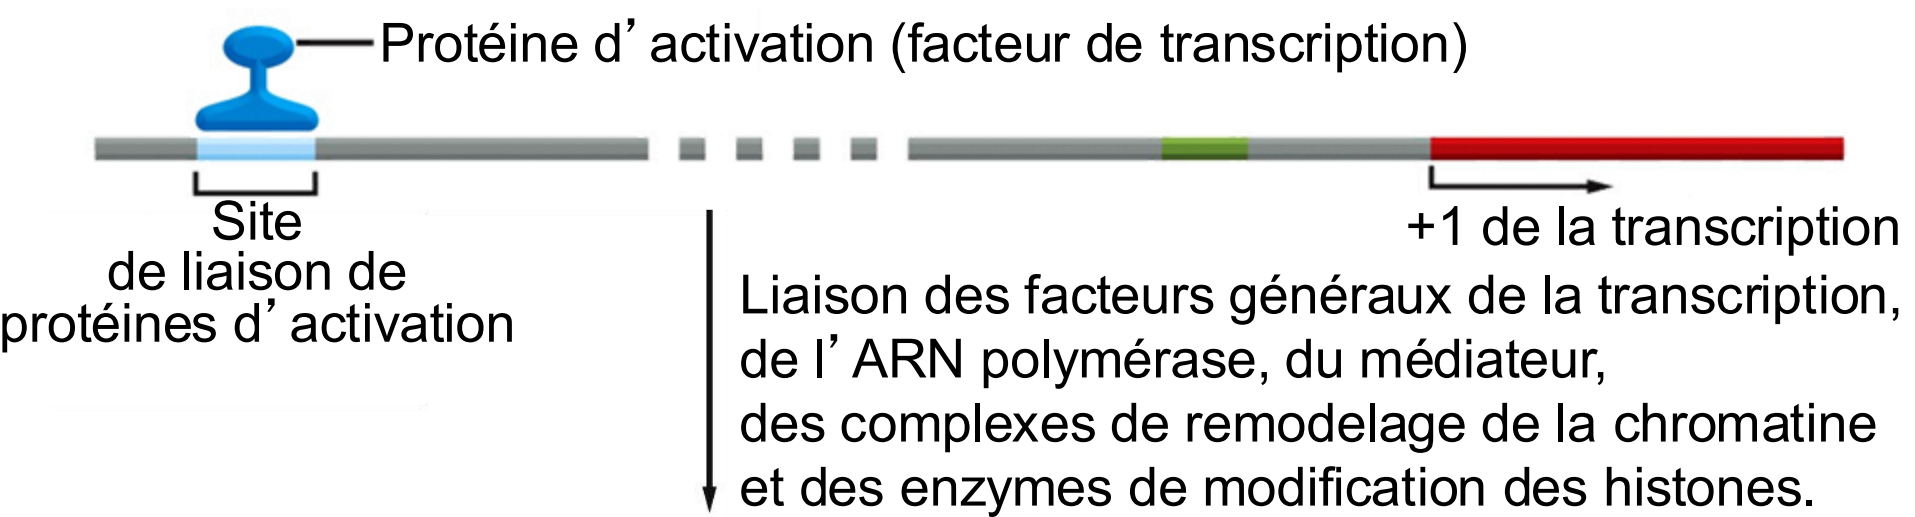 Protéine d’ activation (facteur de transcription)
Site
de liaison de
protéines d’ activation
+1 de la transcription
Liaison des facteurs généraux de la transcription,
de l’ ARN polymérase, du médiateur,
des complexes de remodelage de la chromatine
et des enzymes de modification des histones.